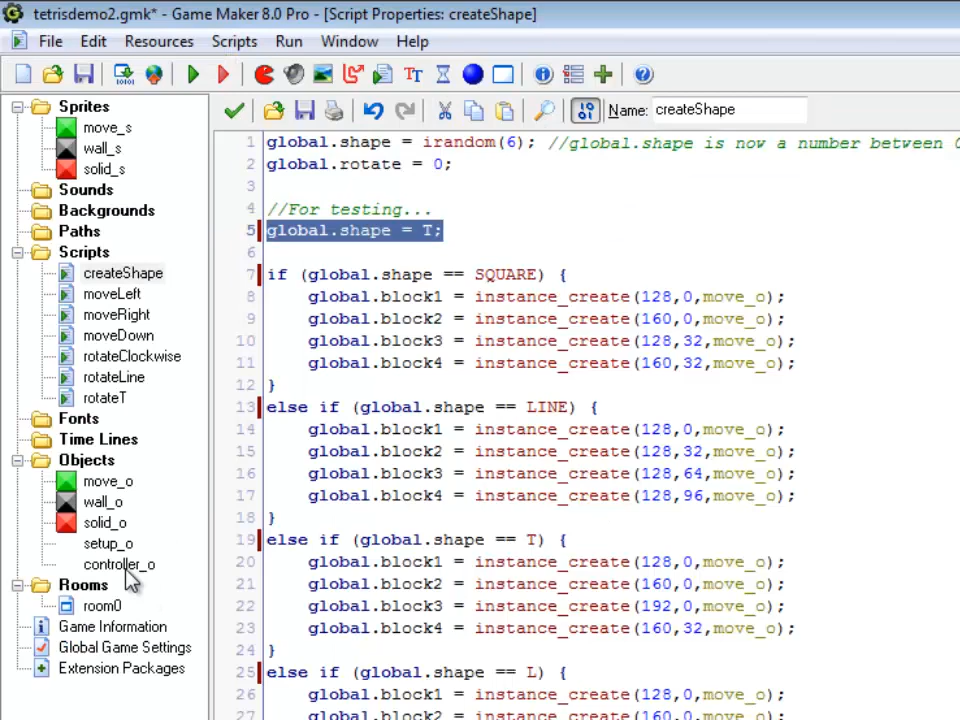 tetrisdemo2.gmk* - Game Maker 8.0 Pro - [Script Properties: createShape]
File Edit Resources Scripts Run Window Help
Name: createShape
Sprites
move_s
wall_s
solid_s
Sounds
Backgrounds
Paths
Scripts
createShape
moveLeft
moveRight
moveDown
rotateClockwise
rotateLine
rotateT
Fonts
Time Lines
Objects
move_o
wall_o
solid_o
setup_o
controller_o
Rooms
room0
Game Information
Global Game Settings
Extension Packages
1 global.shape = irandom(6); //global.shape is now a number between
2 global.rotate = 0;
3
4 //For testing...
5 global.shape = T;
6
7 if (global.shape == SQUARE) {
8 global.block1 = instance_create(128,0,move_o);
9 global.block2 = instance_create(160,0,move_o);
10 global.block3 = instance_create(128,32,move_o);
11 global.block4 = instance_create(160,32,move_o);
12 }
13 else if (global.shape == LINE) {
14 global.block1 = instance_create(128,0,move_o);
15 global.block2 = instance_create(128,32,move_o);
16 global.block3 = instance_create(128,64,move_o);
17 global.block4 = instance_create(128,96,move_o);
18 }
19 else if (global.shape == T) {
20 global.block1 = instance_create(128,0,move_o);
21 global.block2 = instance_create(160,0,move_o);
22 global.block3 = instance_create(192,0,move_o);
23 global.block4 = instance_create(160,32,move_o);
24 }
25 else if (global.shape == L) {
26 global.block1 = instance_create(128,0,move_o);
27 global.block2 = instance_create(160,0,move_o);